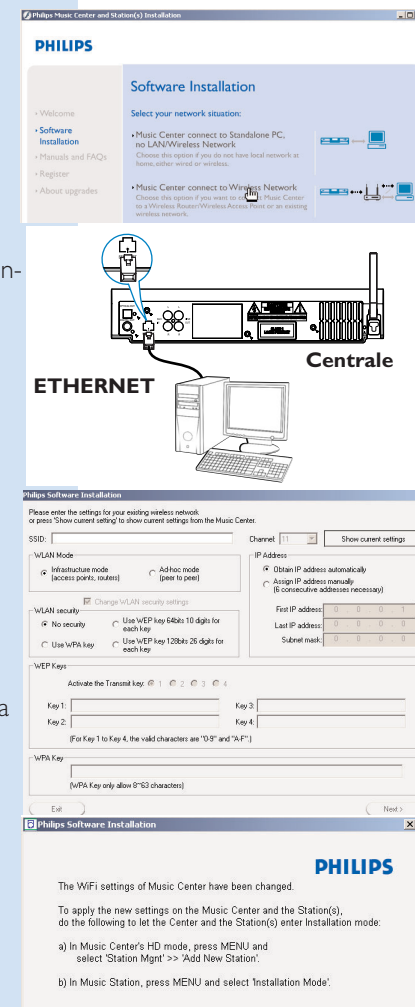 Philips Music Center and Station(s) Installation
PHILIPS
Software Installation
Select your network situation:
• Welcome
• Software
Installation
• Manuals and FAQs
• Register
• About upgrades
• Music Center connect to Standalone PC,
no LAN/Wireless Network
Choose this option if you do not have local network at
home, either wired or wireless.
• Music Center connect to Wireless Network
Choose this option if you want to connect Music Center
to a Wireless Router/Wireless Access Point or an existing
wireless network.
n-
Centrale
ETHERNET
Philips Software Installation
Please enter the settings for your existing wireless network
or press 'Show current setting' to show current settings from the Music Center.
SSID:
Channel: 11
Show current settings
WLAN Mode
Infrastructure mode
(access points, routers)
Ad-hoc mode
(peer to peer)
IP Address
Obtain IP address automatically
Assign IP address manually
(6 consecutive addresses necessary)
First IP address: 0 . 0 . 0 . 1
Last IP address: 0 . 0 . 0 . 0
Subnet mask: 0 . 0 . 0 . 0
Change WLAN security settings
WLAN security
No security
Use WEP key 64bits 10 digits for
each key
Use WPA key
Use WEP key 128bits 26 digits for
each key
WEP Keys
Activate the Transmit key: 1 2 3 4
Key 1:
Key 3:
a
Key 2:
Key 4:
(For Key 1 to Key 4, the valid characters are "0-9" and "A-F".)
WPA Key
(WPA Key only allow 8~63 characters)
Exit
Next >
Philips Software Installation
PHILIPS
The WiFi settings of Music Center have been changed.
To apply the new settings on the Music Center and the Station(s),
do the following to let the Center and the Station(s) enter Installation mode:
a) In Music Center's HD mode, press MENU and
select 'Station Mgnt' >> 'Add New Station'.
b) In Music Station, press MENU and select 'Installation Mode'.